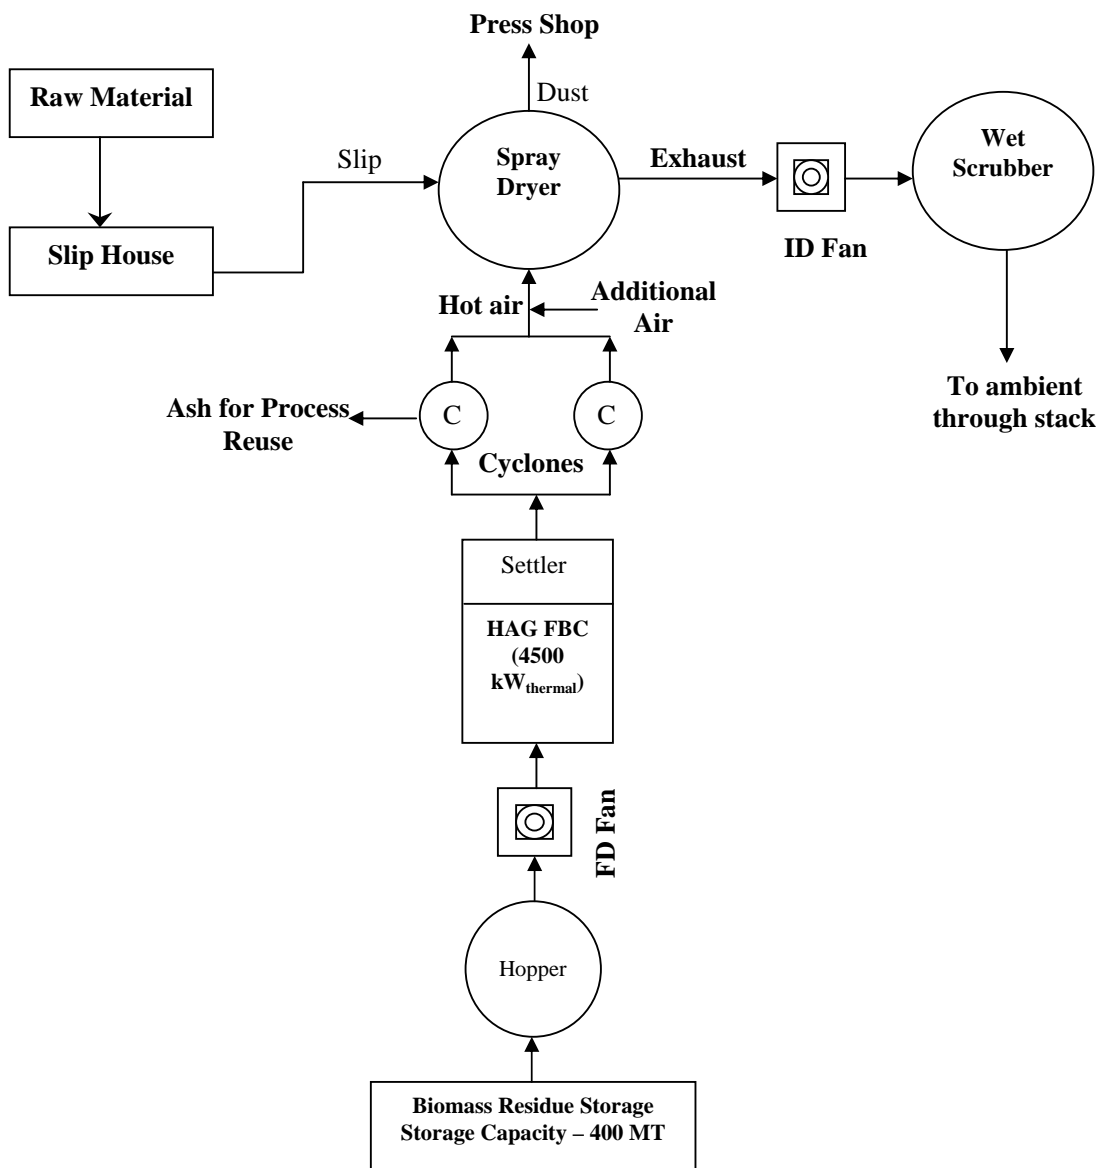 Press Shop
Dust
Raw Material
Spray
Dryer
Wet
Scrubber
Slip
Exhaust
Slip House
ID Fan
Hot air
Additional
Air
To ambient
through stack
Ash for Process
Reuse
C
C
Cyclones
Settler
HAG FBC
(4500
kWthermal)
FD Fan
Hopper
Biomass Residue Storage
Storage Capacity – 400 MT